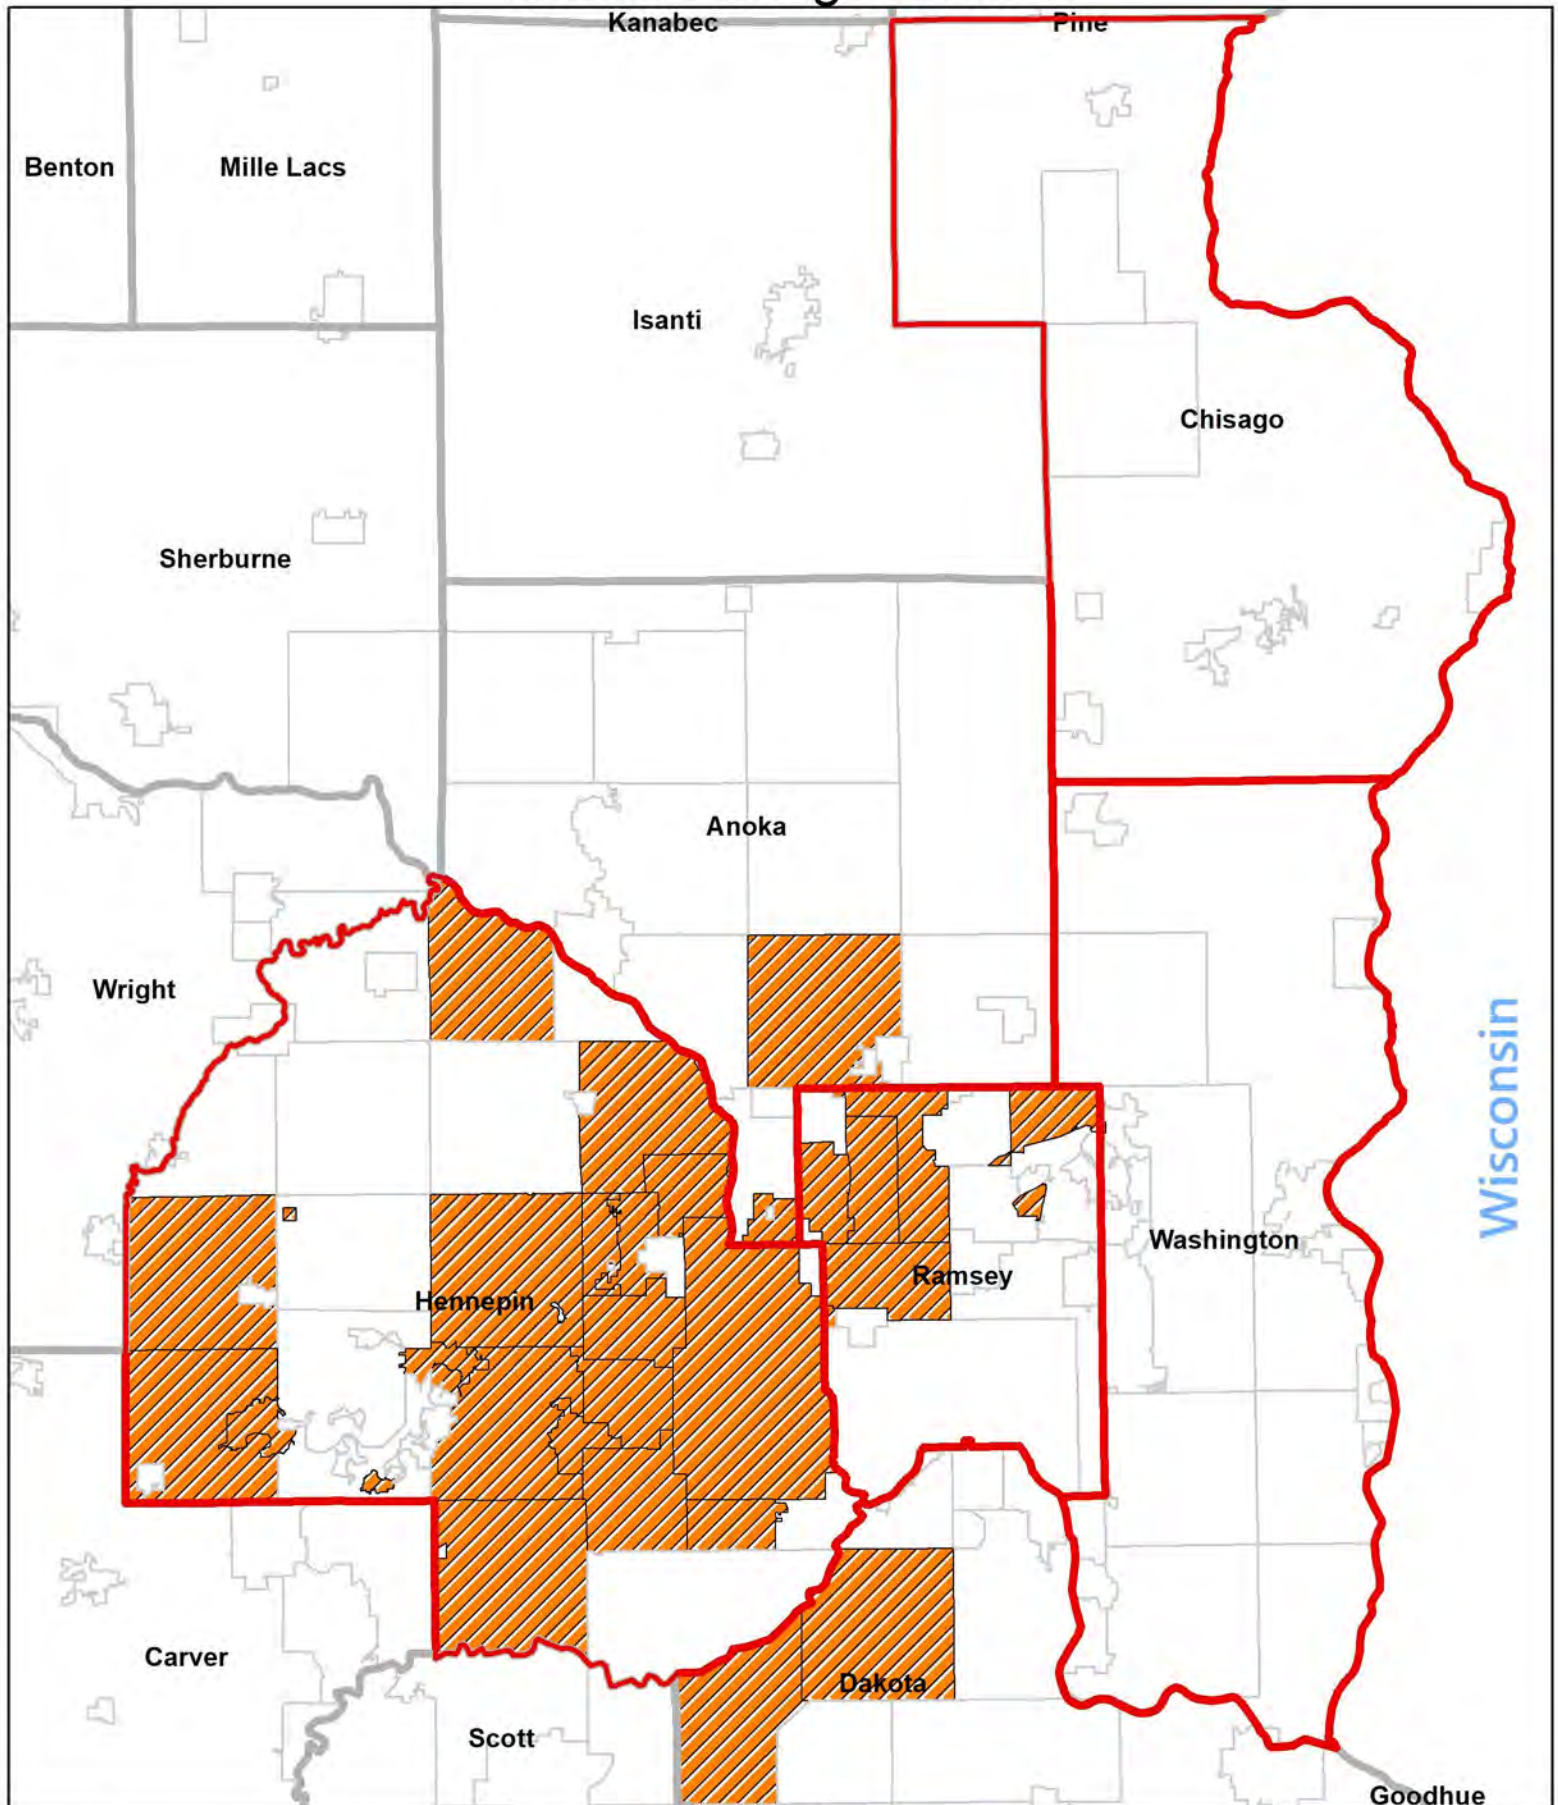 Kanabec
Pine
Benton
Mille Lacs
Isanti
Chisago
Sherburne
Anoka
Wright
Wisconsin
Washington
Ramsey
Hennepin
Carver
Dakota
Scott
Goodhue